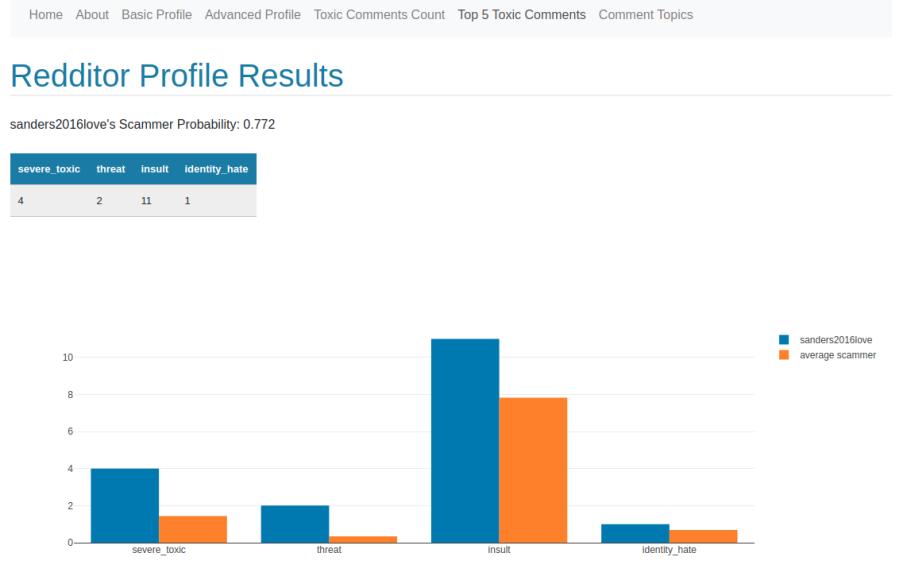 Home About Basic Profile Advanced Profile Toxic Comments Count Top 5 Toxic Comments Comment Topics
Redditor Profile Results
sanders2016love's Scammer Probability: 0.772
severe_toxic threat insult identity_hate
4 2 11 1
sanders2016love
average scammer
10
8
6
4
2
0
severe_toxic threat insult identity_hate